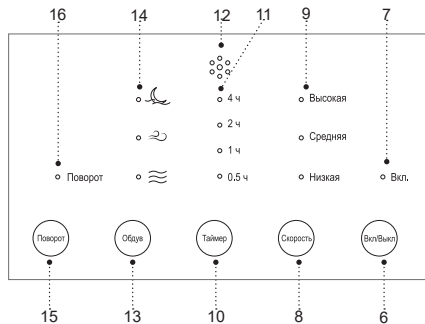 16 14 12 11 9 7
4 ч Высокая
2 ч
Средняя
1 ч
Поворот 0.5 ч Низкая Вкл.
Поворот Обдув Таймер Скорость Вкл/Выкл
15 13 10 8 6